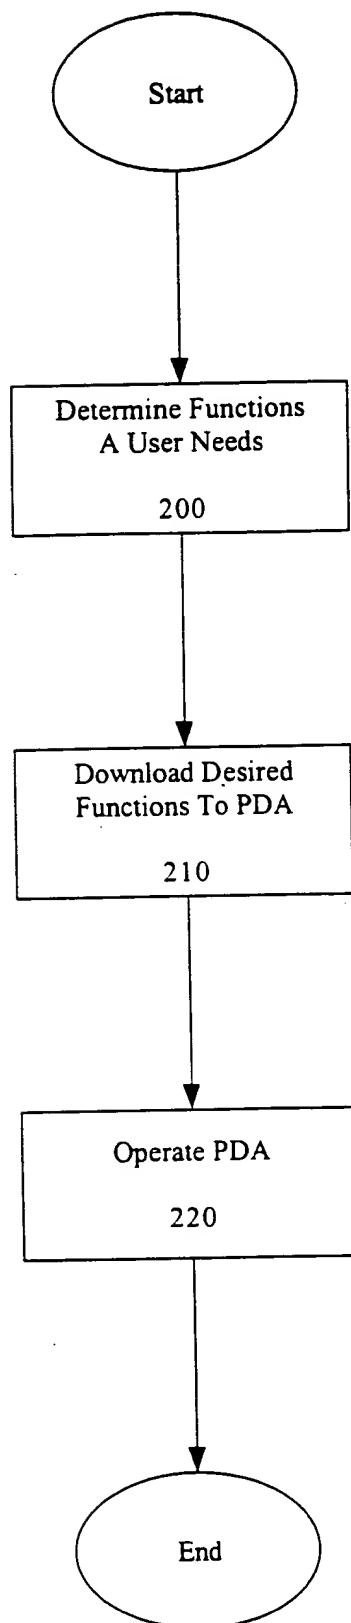 Start
Determine Functions
A User Needs
200
Download Desired
Functions To PDA
210
Operate PDA
220
End